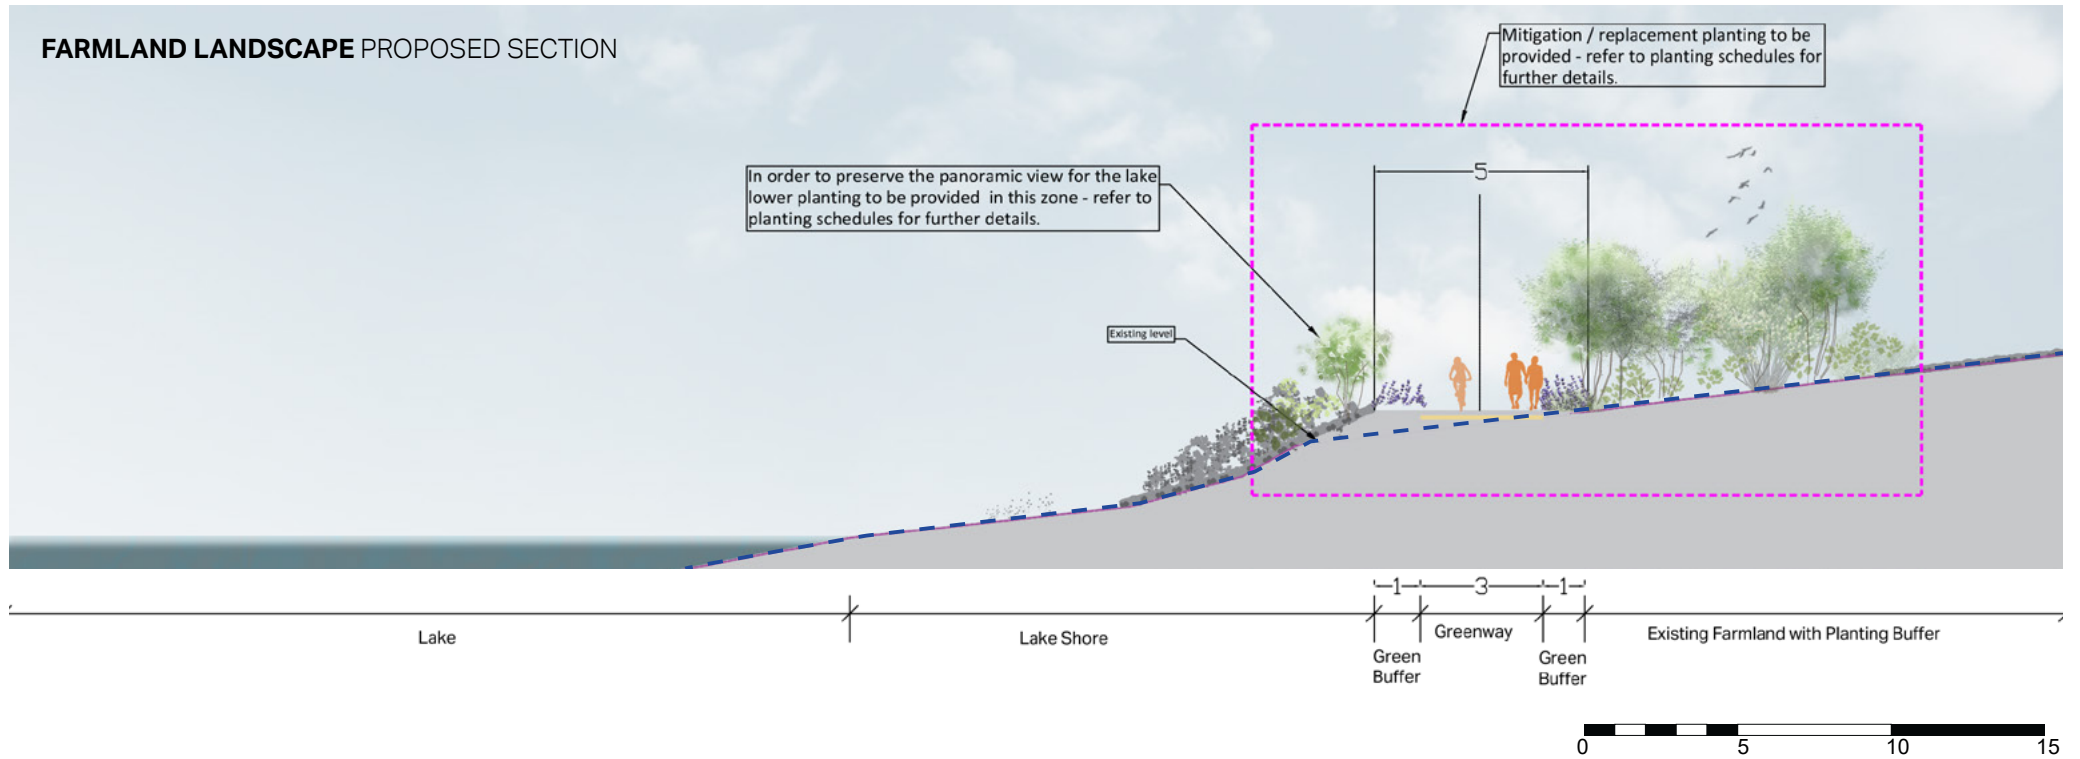 FARMLAND LANDSCAPE PROPOSED SECTION
Mitigation / replacement planting to be
provided - refer to planting schedules for
further details.
In order to preserve the panoramic view for the lake
lower planting to be provided in this zone - refer to
planting schedules for further details.
5
Existing level
1 3 1
Lake
Lake Shore
Greenway
Existing Farmland with Planting Buffer
Green
Buffer
Green
Buffer
0 5 10 15